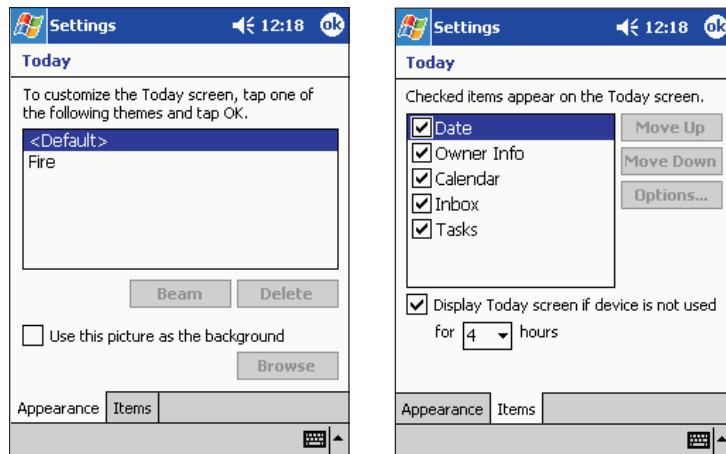 Settings 12:18 ok
Today
To customize the Today screen, tap one of
the following themes and tap OK.
<Default>
Fire
Beam Delete
Use this picture as the background
Browse
Appearance Items
Settings 12:18 ok
Today
Checked items appear on the Today screen.
Date
Owner Info
Calendar
Inbox
Tasks
Move Up
Move Down
Options...
Display Today screen if device is not used
for 4 hours
Appearance Items